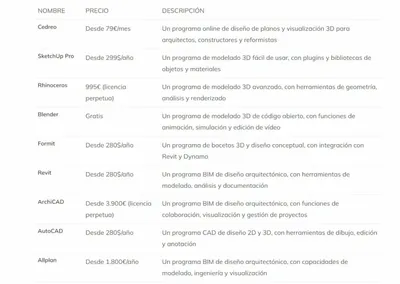 NOMBRE PRECIO DESCRIPCIÓN
Cedreo Desde 79€/mes Un programa online de diseño de planos y visualización 3D para
arquitectos, constructores y reformistas
SketchUp Pro Desde 299$/año Un programa de modelado 3D fácil de usar, con plugins y bibliotecas de
objetos y materiales
Rhinoceros 995€ (licencia Un programa de modelado 3D avanzado, con herramientas de geometría,
perpetua) análisis y renderizado
Blender Gratis Un programa de modelado 3D de código abierto, con funciones de
animación, simulación y edición de vídeo
Formit Desde 280$/año Un programa de bocetos 3D y diseño conceptual, con integración con
Revit y Dynamo
Revit Desde 280$/año Un programa BIM de diseño arquitectónico, con herramientas de
modelado, análisis y documentación
ArchiCAD Desde 3.900€ (licencia Un programa BIM de diseño arquitectónico, con funciones de
perpetua) colaboración, visualización y gestión de proyectos
AutoCAD Desde 280$/año Un programa CAD de diseño 2D y 3D, con herramientas de dibujo, edición
y anotación
Allplan Desde 1.800€/año Un programa BIM de diseño arquitectónico, con capacidades de
modelado, ingeniería y visualización